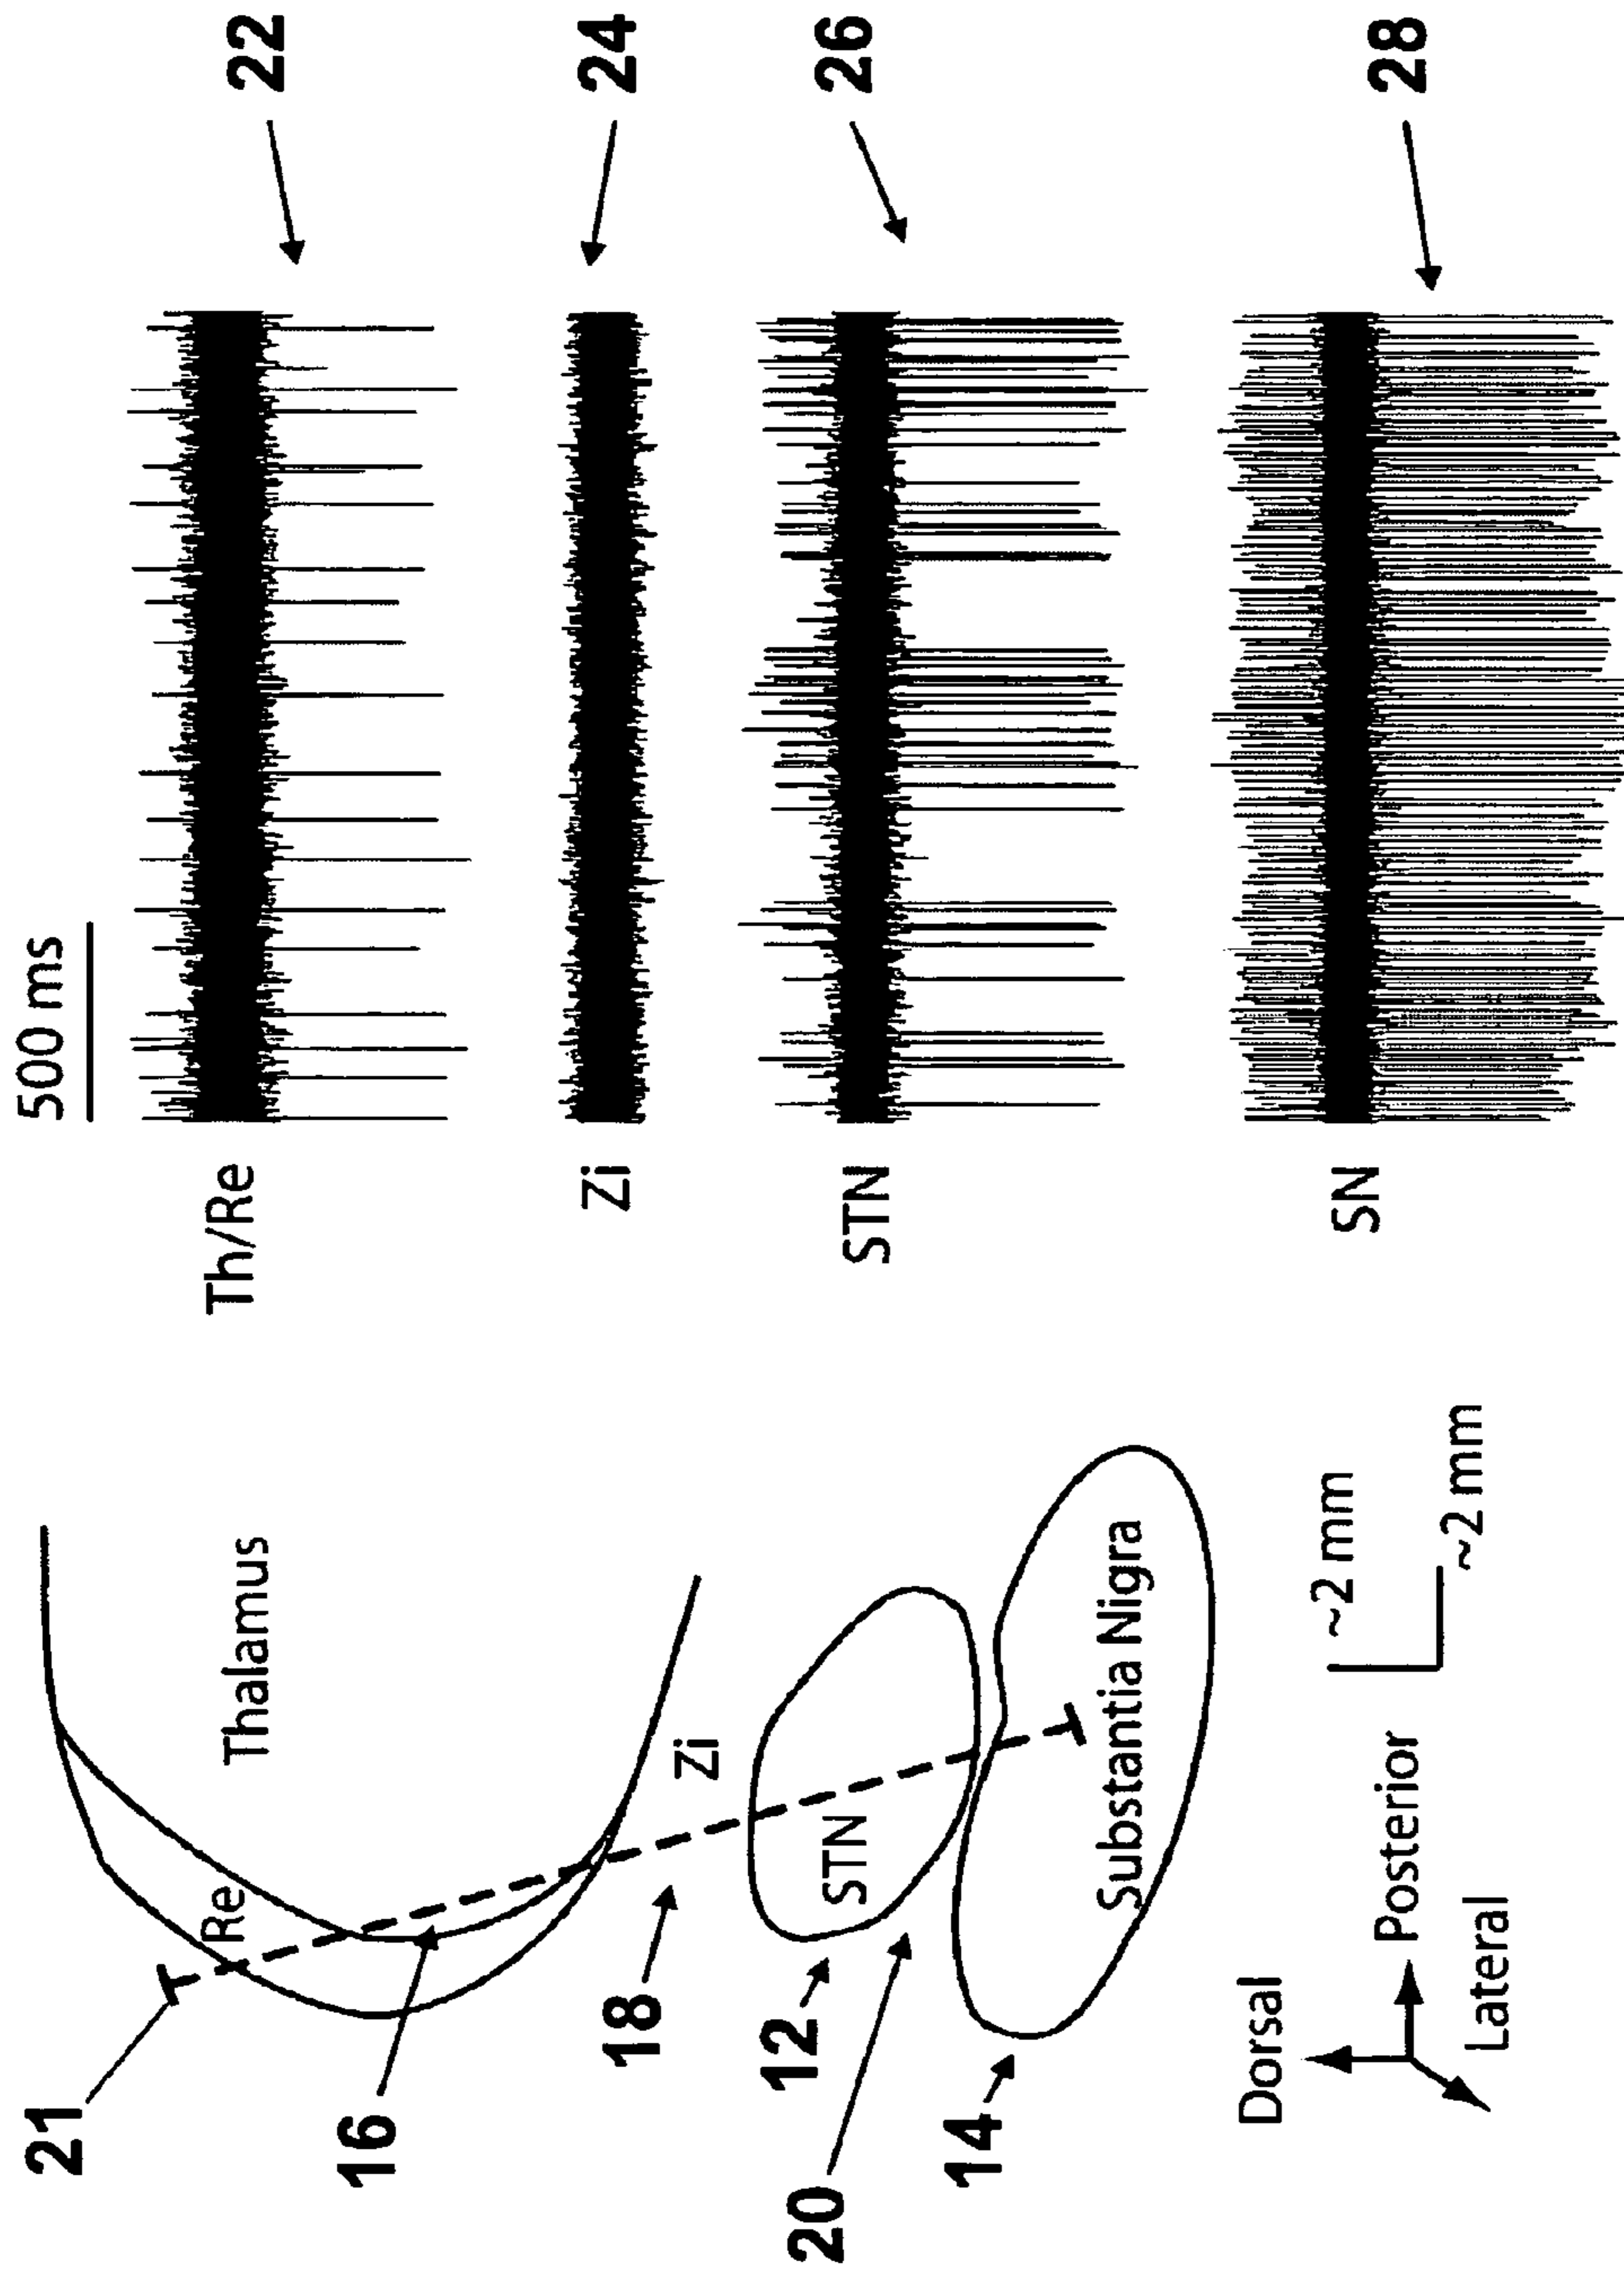 21
Re
Thalamus
16
18
Zi
12
STN
20
14
Substantia Nigra
Dorsal
Posterior
Lateral
~2 mm
~2 mm
500 ms
Th/Re
22
Zi
24
STN
26
SN
28